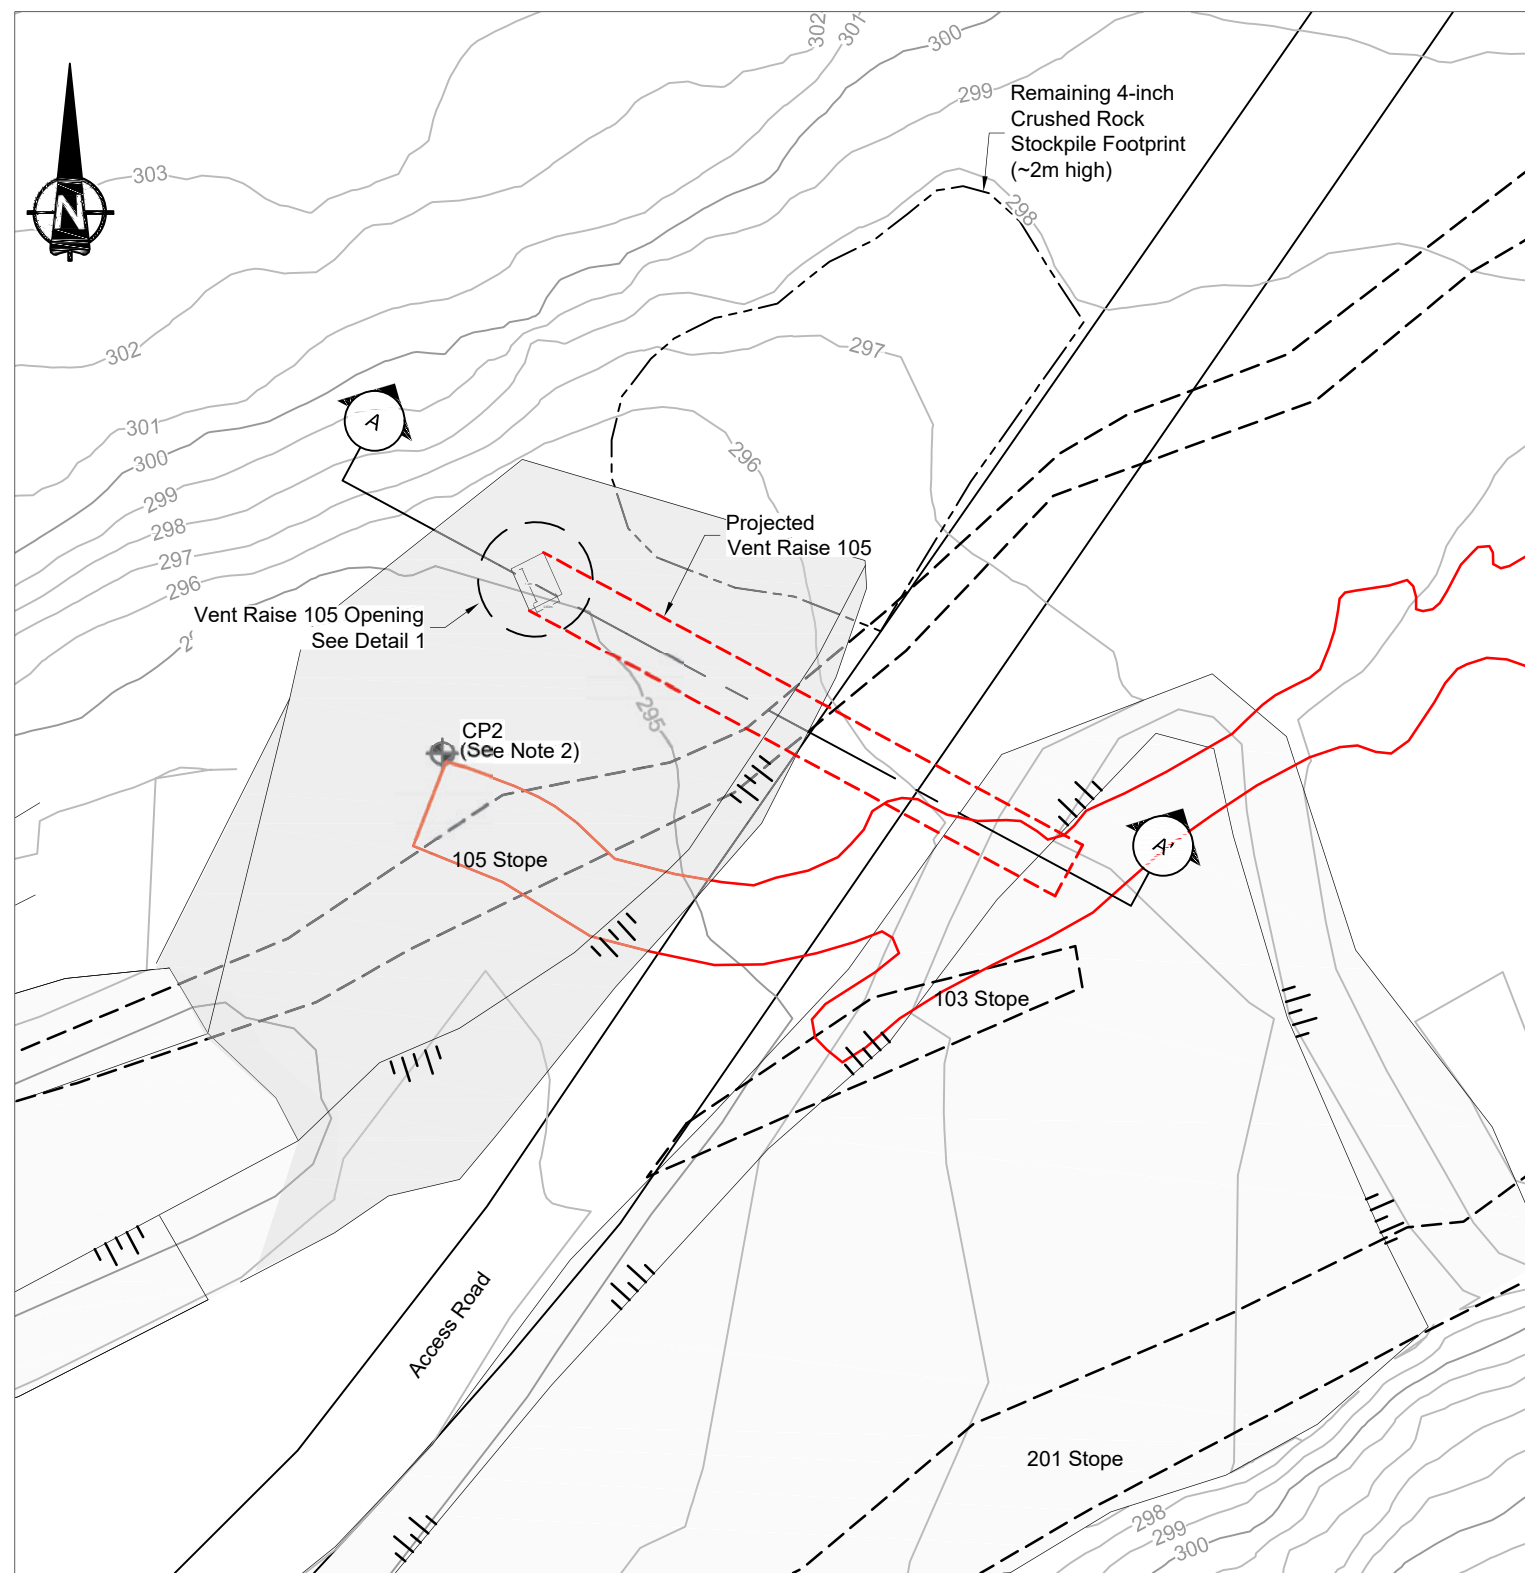 302
301
300
299
Remaining 4-inch
Crushed Rock
Stockpile Footprint
(~2m high)
303
N
298
302
297
A
301
300
296
299
298
297
296
Projected
Vent Raise 105
Vent Raise 105 Opening
See Detail 1
295
CP2
(See Note 2)
105 Stope
A
103 Stope
Access Road
201 Stope
298
299
300